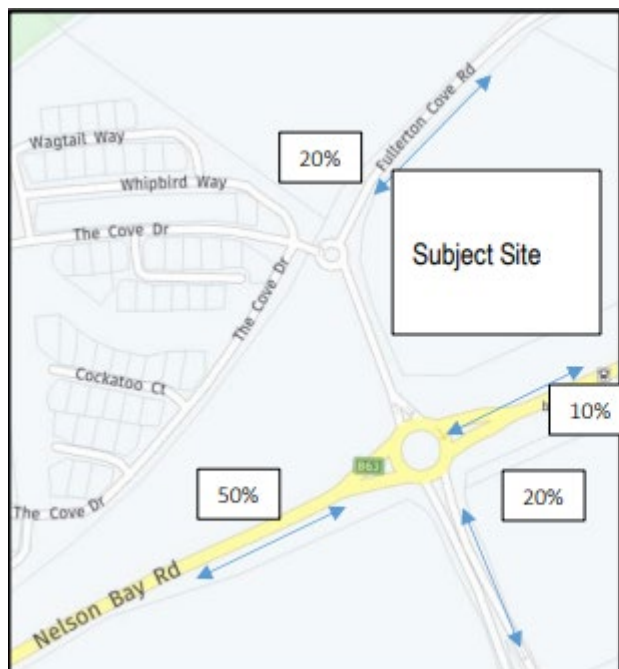 Wagtail Way
Fullerton Cove Rd
20%
Whipbird Way
The Cove Dr
Subject Site
The Cove Dr
Cockatoo Ct
10%
B63
50%
20%
The Cove Dr
Nelson Bay Rd